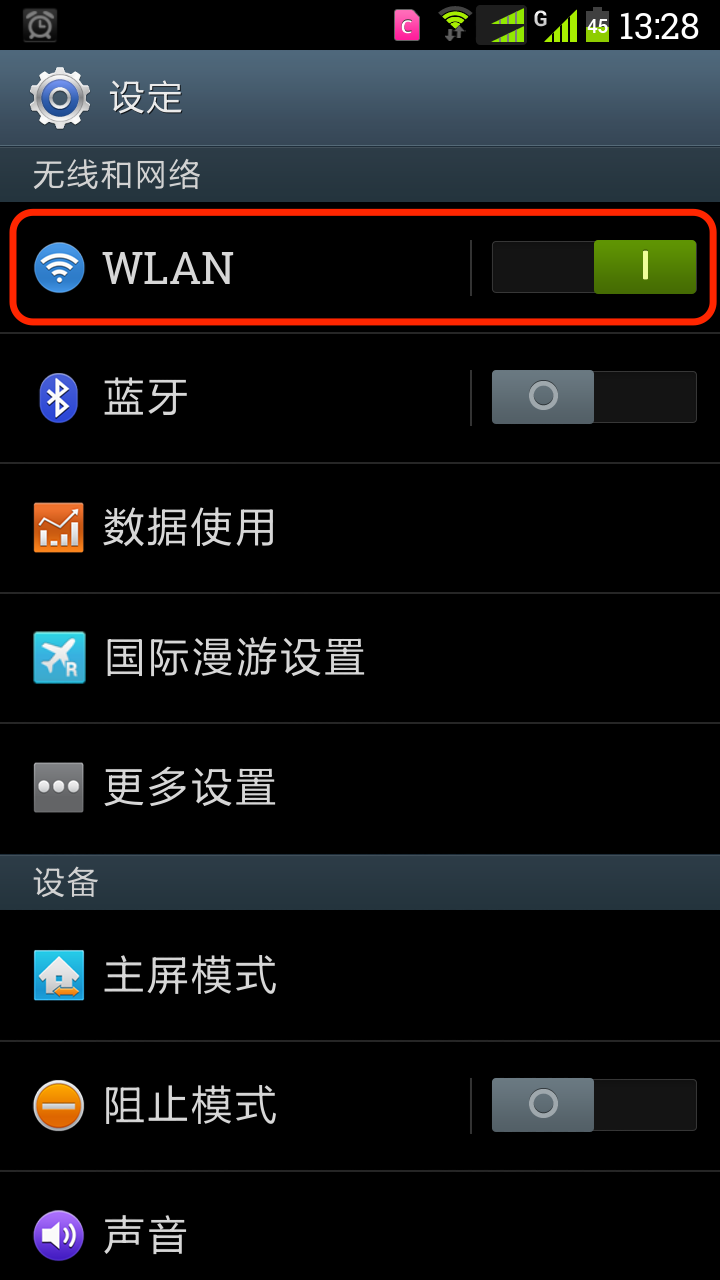 C G 45 13:28
设定
无线和网络
WLAN
蓝牙
数据使用
国际漫游设置
R
更多设置
设备
主屏模式
阻止模式
声音